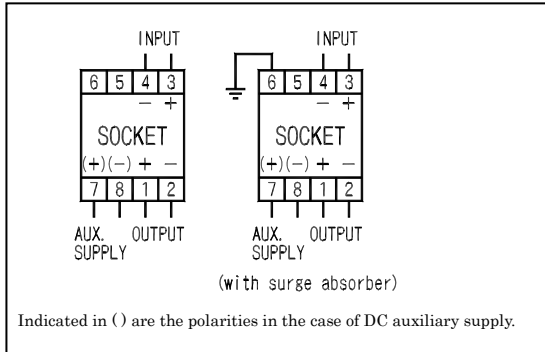 INPUT INPUT
6 5 4 3 6 5 4 3
− + − +
SOCKET SOCKET
(+)(−) + − (+)(−) + −
7 8 1 2 7 8 1 2
AUX. OUTPUT AUX. OUTPUT
SUPPLY SUPPLY
(with surge absorber)
Indicated in ( ) are the polarities in the case of DC auxiliary supply.